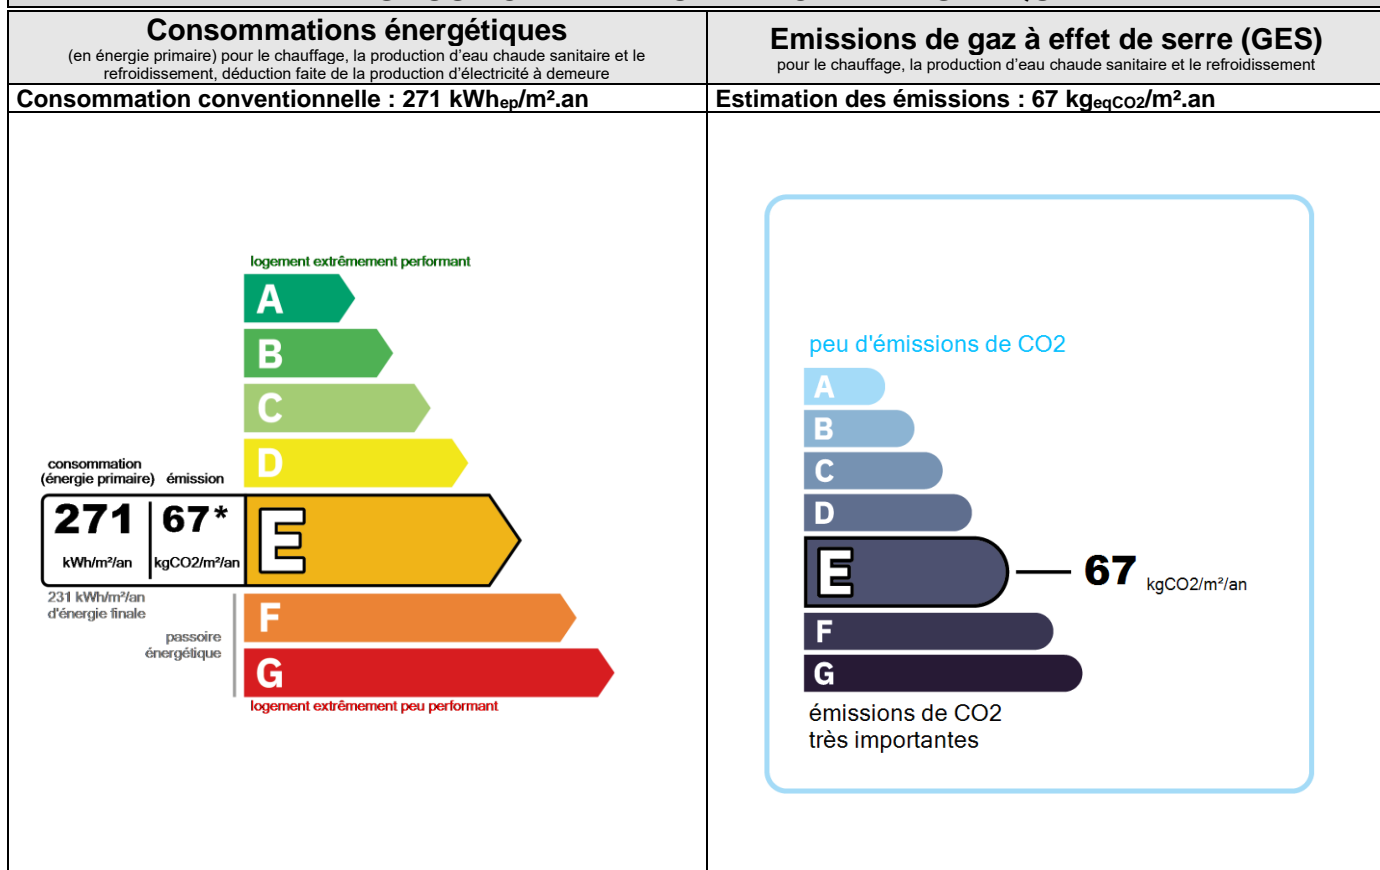 Consommations énergétiques
(en énergie primaire) pour le chauffage, la production d'eau chaude sanitaire et le
refroidissement, déduction faite de la production d'électricité à demeure
Consommation conventionnelle : 271 kWhep/m².an
logement extrêmement performant
A
B
C
D
consommation
(énergie primaire) émission
271 67*
kWh/m²/an kgCO2/m²/an
E
231 kWh/m²/an
d'énergie finale
passoire
énergétique
F
G
logement extrêmement peu performant
Emissions de gaz à effet de serre (GES)
pour le chauffage, la production d'eau chaude sanitaire et le refroidissement
Estimation des émissions : 67 kgeqCO2/m².an
peu d'émissions de CO2
A
B
C
D
E 67 kgCO2/m²/an
F
G
émissions de CO2
très importantes